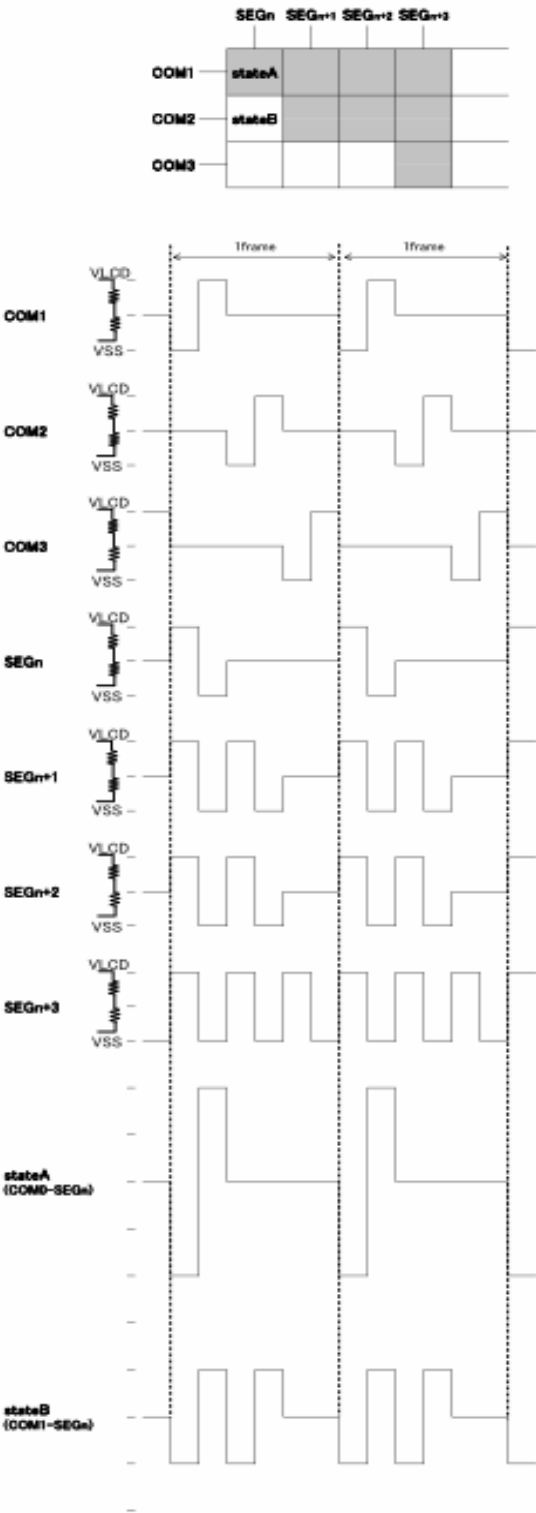 SEGn SEGn+1 SEGn+2 SEGn+3
COM1 stateA
COM2 stateB
COM3
1frame 1frame
VLCD
COM1
VSS
VLCD
COM2
VSS
VLCD
COM3
VSS
VLCD
SEGn
VSS
VLCD
SEGn+1
VSS
VLCD
SEGn+2
VSS
VLCD
SEGn+3
VSS
stateA
(COM0-SEGn)
stateB
(COM1-SEGn)